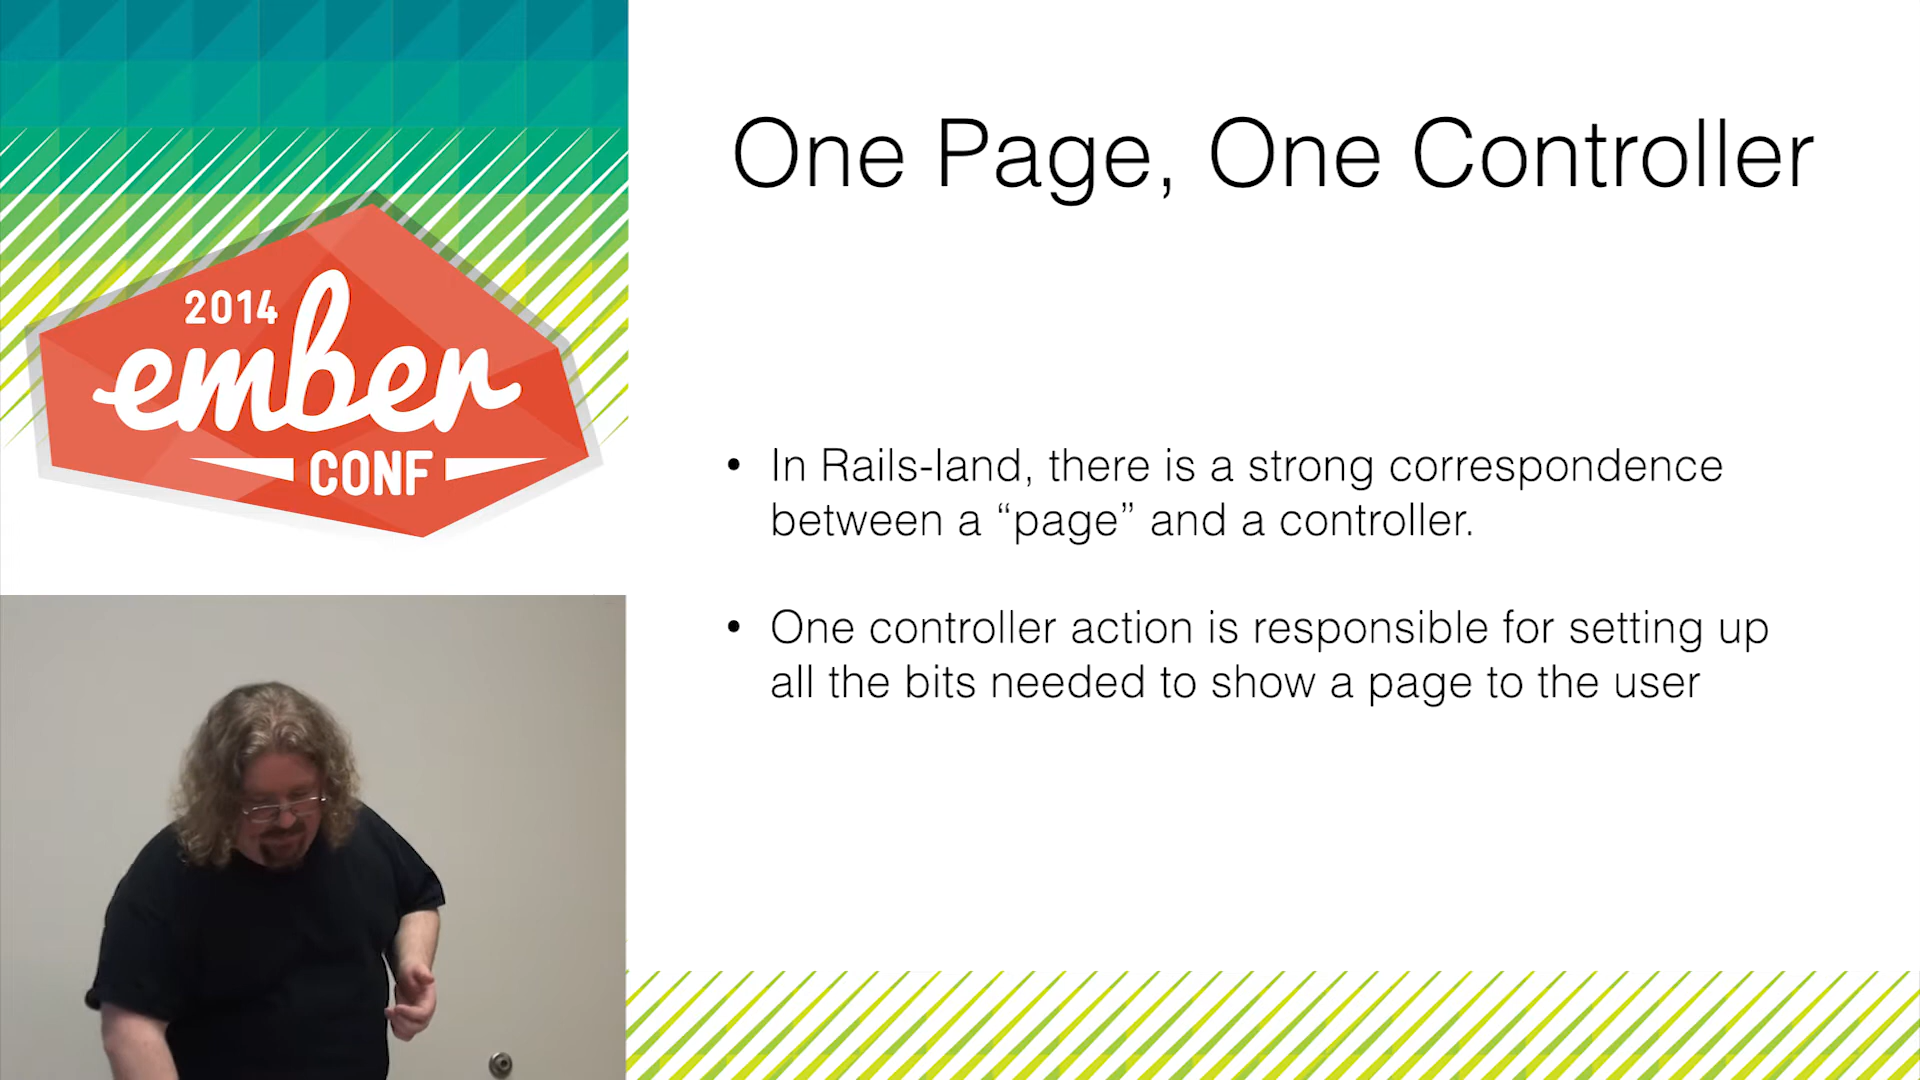 2014
ember
CONF
One Page, One Controller
• In Rails-land, there is a strong correspondence
between a “page” and a controller.
• One controller action is responsible for setting up
all the bits needed to show a page to the user